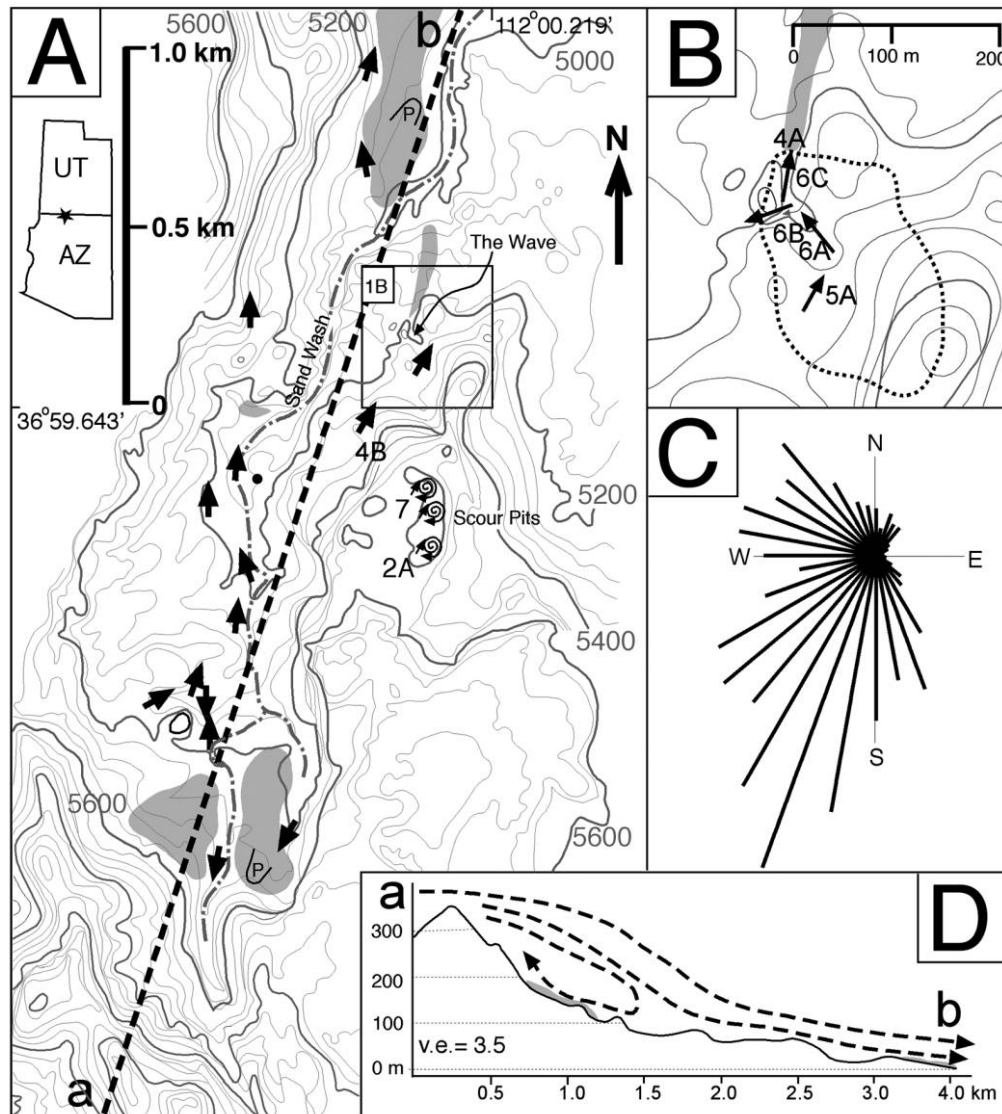 A
5600
5200
b
112°00.219'
5000
1.0 km
UT
AZ
P
N
0.5 km
The Wave
1B
Sand Wash
0
36°59.643'
4B
7
Scour Pits
2A
5200
5400
5600
5600
P
a
B
0
100 m
200
4A
6C
6B
6A
5A
C
N
W
E
S
D
a
300
200
100
0 m
v.e.= 3.5
b
0.5
1.0
1.5
2.0
2.5
3.0
4.0 km